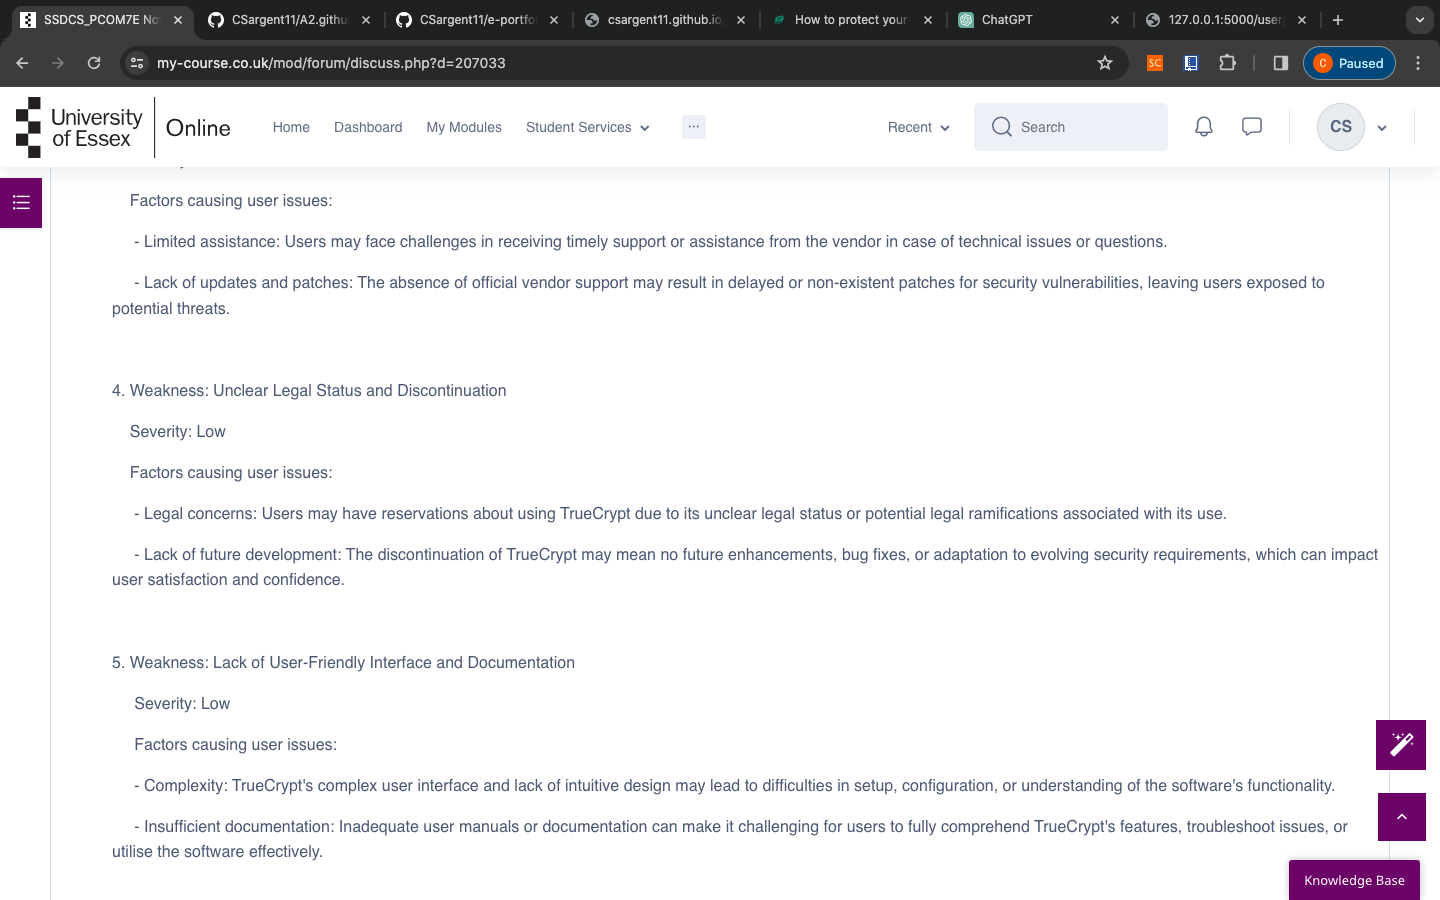 SSDCS_PCOM7E No
CSargent11/A2.githu
CSargent11/e-portfo
csargent11.github.io
How to protect your
ChatGPT
127.0.0.1:5000/user
my-course.co.uk/mod/forum/discuss.php?d=207033
SC
C Paused
University of Essex
Online
Home
Dashboard
My Modules
Student Services
...
Recent
Search
CS
Factors causing user issues:
- Limited assistance: Users may face challenges in receiving timely support or assistance from the vendor in case of technical issues or questions.
- Lack of updates and patches: The absence of official vendor support may result in delayed or non-existent patches for security vulnerabilities, leaving users exposed to
potential threats.
4. Weakness: Unclear Legal Status and Discontinuation
Severity: Low
Factors causing user issues:
- Legal concerns: Users may have reservations about using TrueCrypt due to its unclear legal status or potential legal ramifications associated with its use.
- Lack of future development: The discontinuation of TrueCrypt may mean no future enhancements, bug fixes, or adaptation to evolving security requirements, which can impact
user satisfaction and confidence.
5. Weakness: Lack of User-Friendly Interface and Documentation
Severity: Low
Factors causing user issues:
- Complexity: TrueCrypt's complex user interface and lack of intuitive design may lead to difficulties in setup, configuration, or understanding of the software's functionality.
- Insufficient documentation: Inadequate user manuals or documentation can make it challenging for users to fully comprehend TrueCrypt's features, troubleshoot issues, or
utilise the software effectively.
Knowledge Base